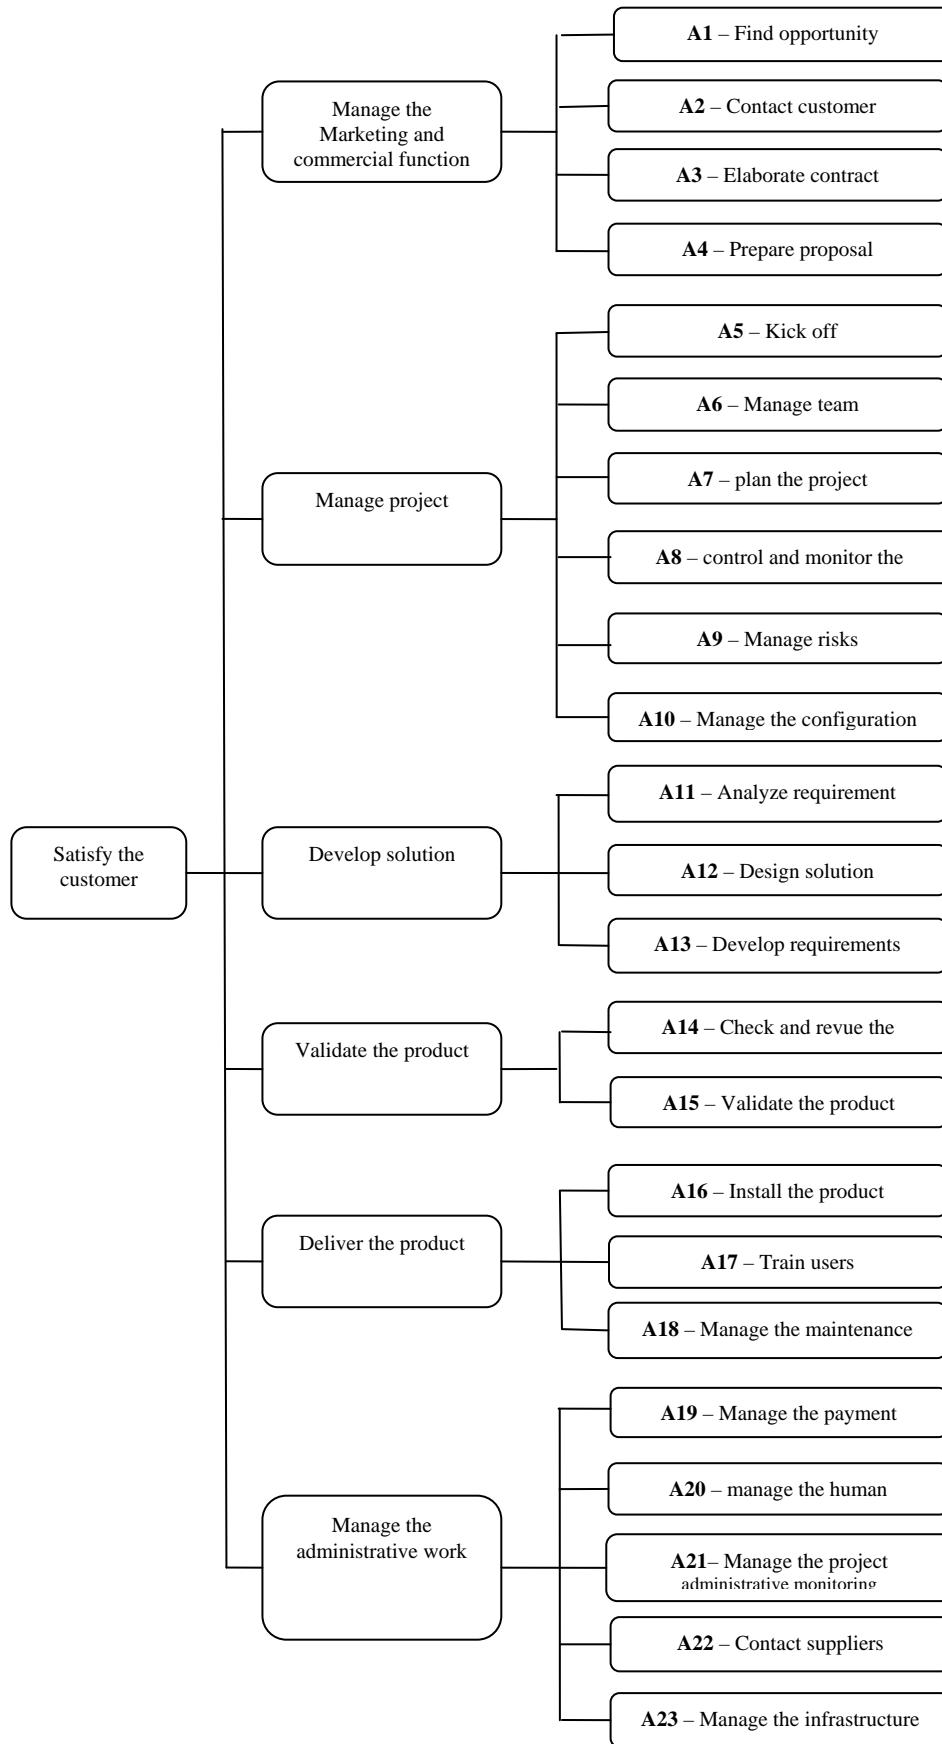 Satisfy the
customer
Manage the
Marketing and
commercial function
A1 – Find opportunity
A2 – Contact customer
A3 – Elaborate contract
A4 – Prepare proposal
Manage project
A5 – Kick off
A6 – Manage team
A7 – plan the project
A8 – control and monitor the
A9 – Manage risks
A10 – Manage the configuration
Develop solution
A11 – Analyze requirement
A12 – Design solution
A13 – Develop requirements
Validate the product
A14 – Check and revue the
A15 – Validate the product
Deliver the product
A16 – Install the product
A17 – Train users
A18 – Manage the maintenance
Manage the
administrative work
A19 – Manage the payment
A20 – manage the human
A21– Manage the project
administrative monitoring
A22 – Contact suppliers
A23 – Manage the infrastructure